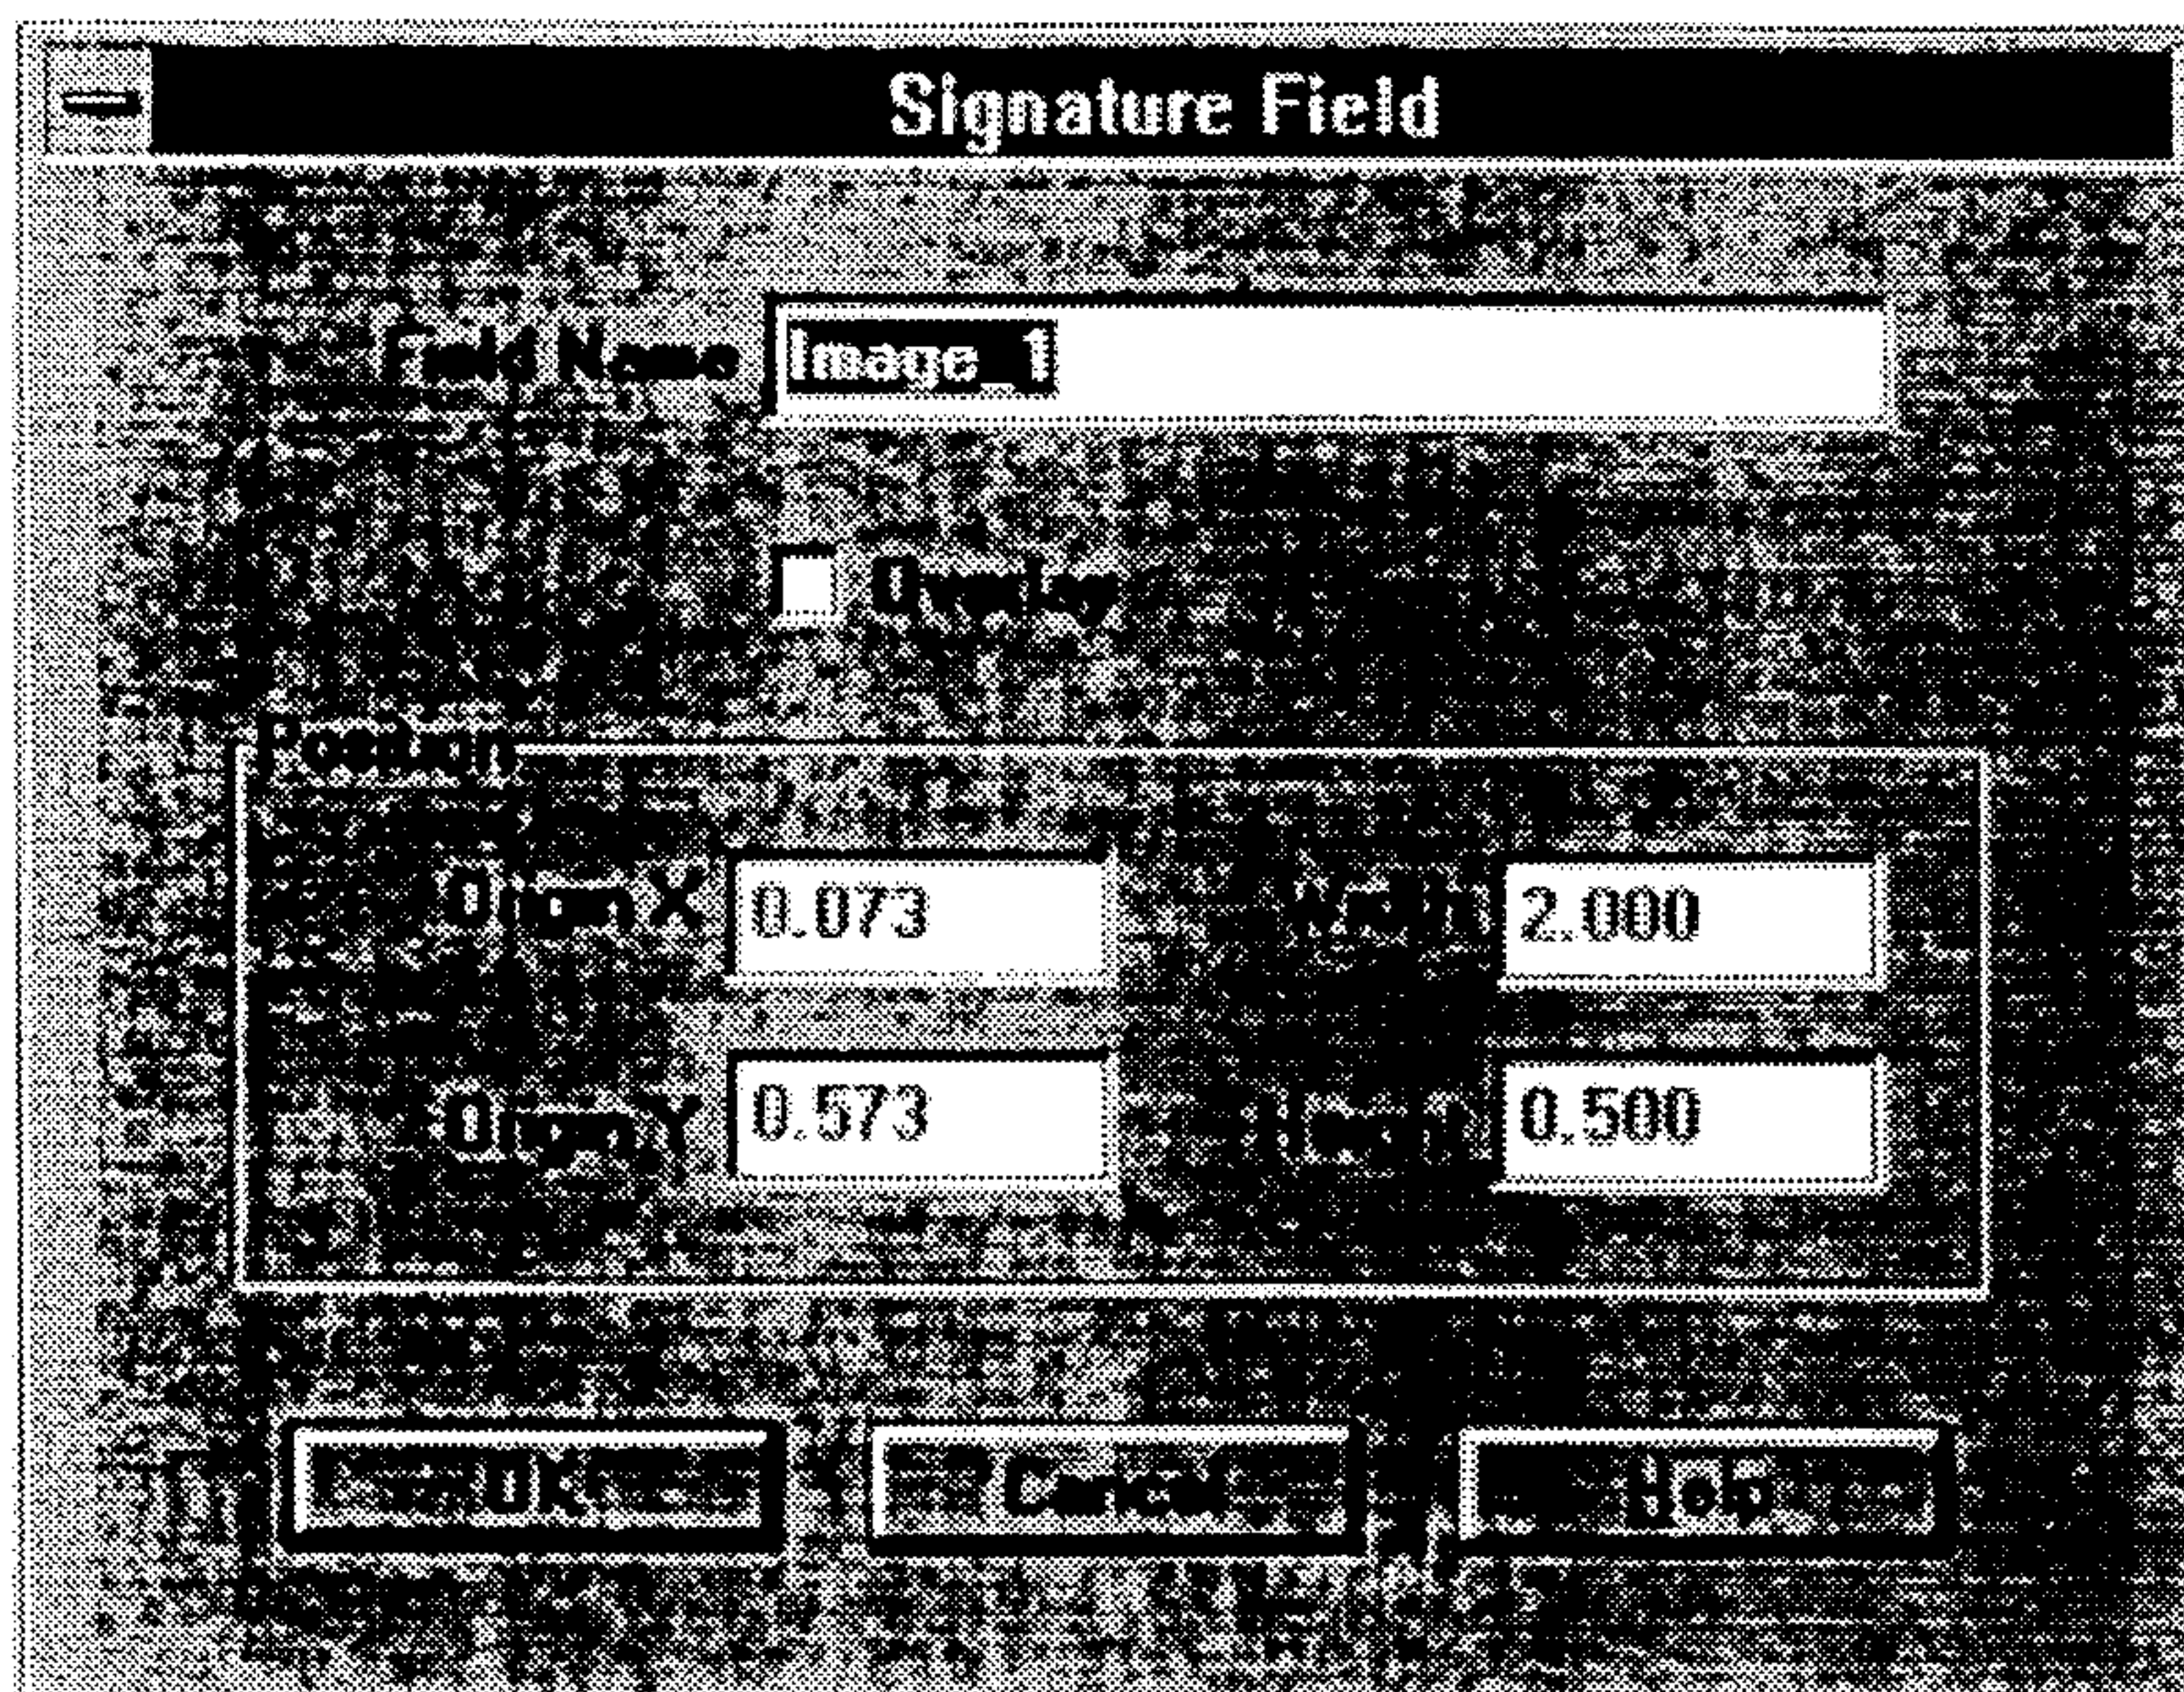 Signature Field
Field Name Image_1
Overlay
Position
Origin X 0.073 Width 2.000
Origin Y 0.573 Height 0.500
OK Cancel Help